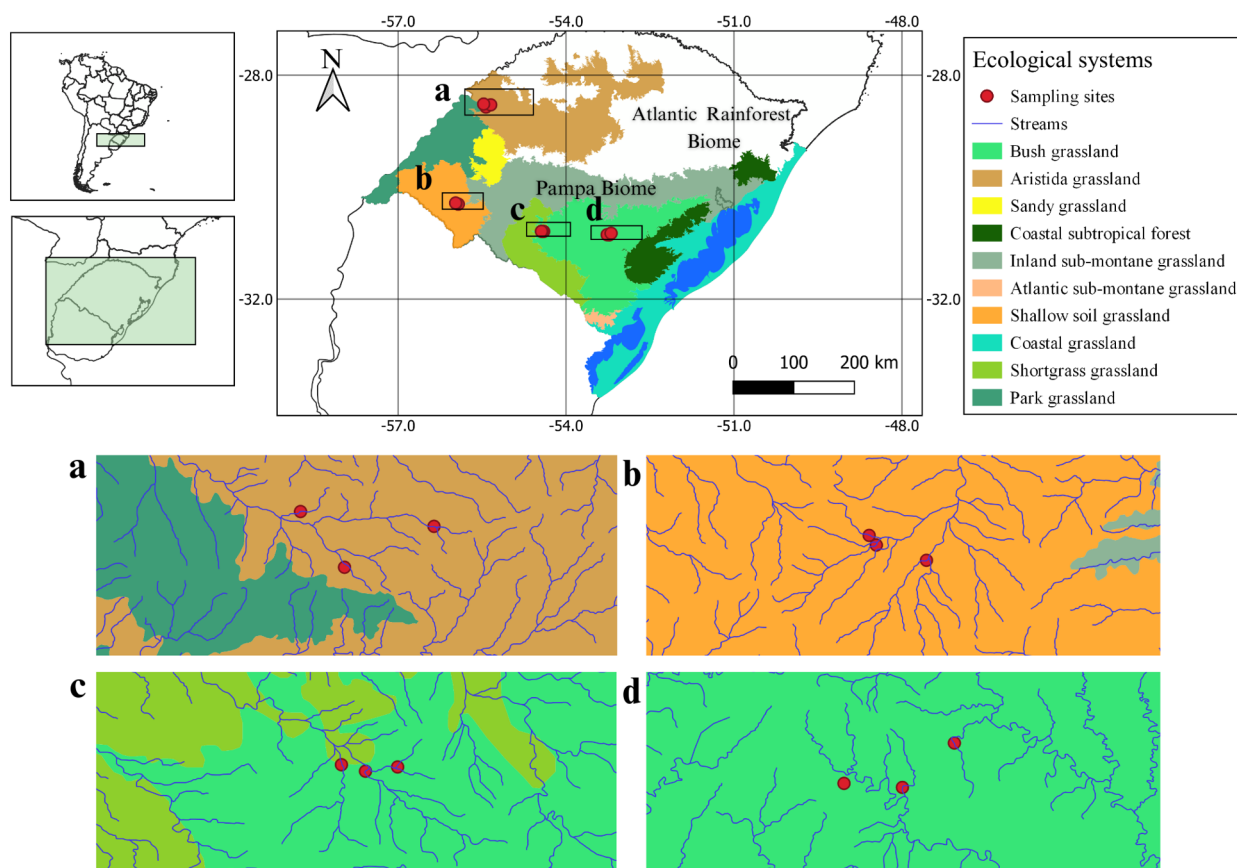 -57.0
-54.0
-51.0
-48.0
N
-28.0
-28.0
a
Atlantic Rainforest
Biome
b
Pampa Biome
c
d
-32.0
-32.0
0
100
200 km
-57.0
-54.0
-51.0
-48.0
Ecological systems
Sampling sites
Streams
Bush grassland
Aristida grassland
Sandy grassland
Coastal subtropical forest
Inland sub-montane grassland
Atlantic sub-montane grassland
Shallow soil grassland
Coastal grassland
Shortgrass grassland
Park grassland
a
b
c
d